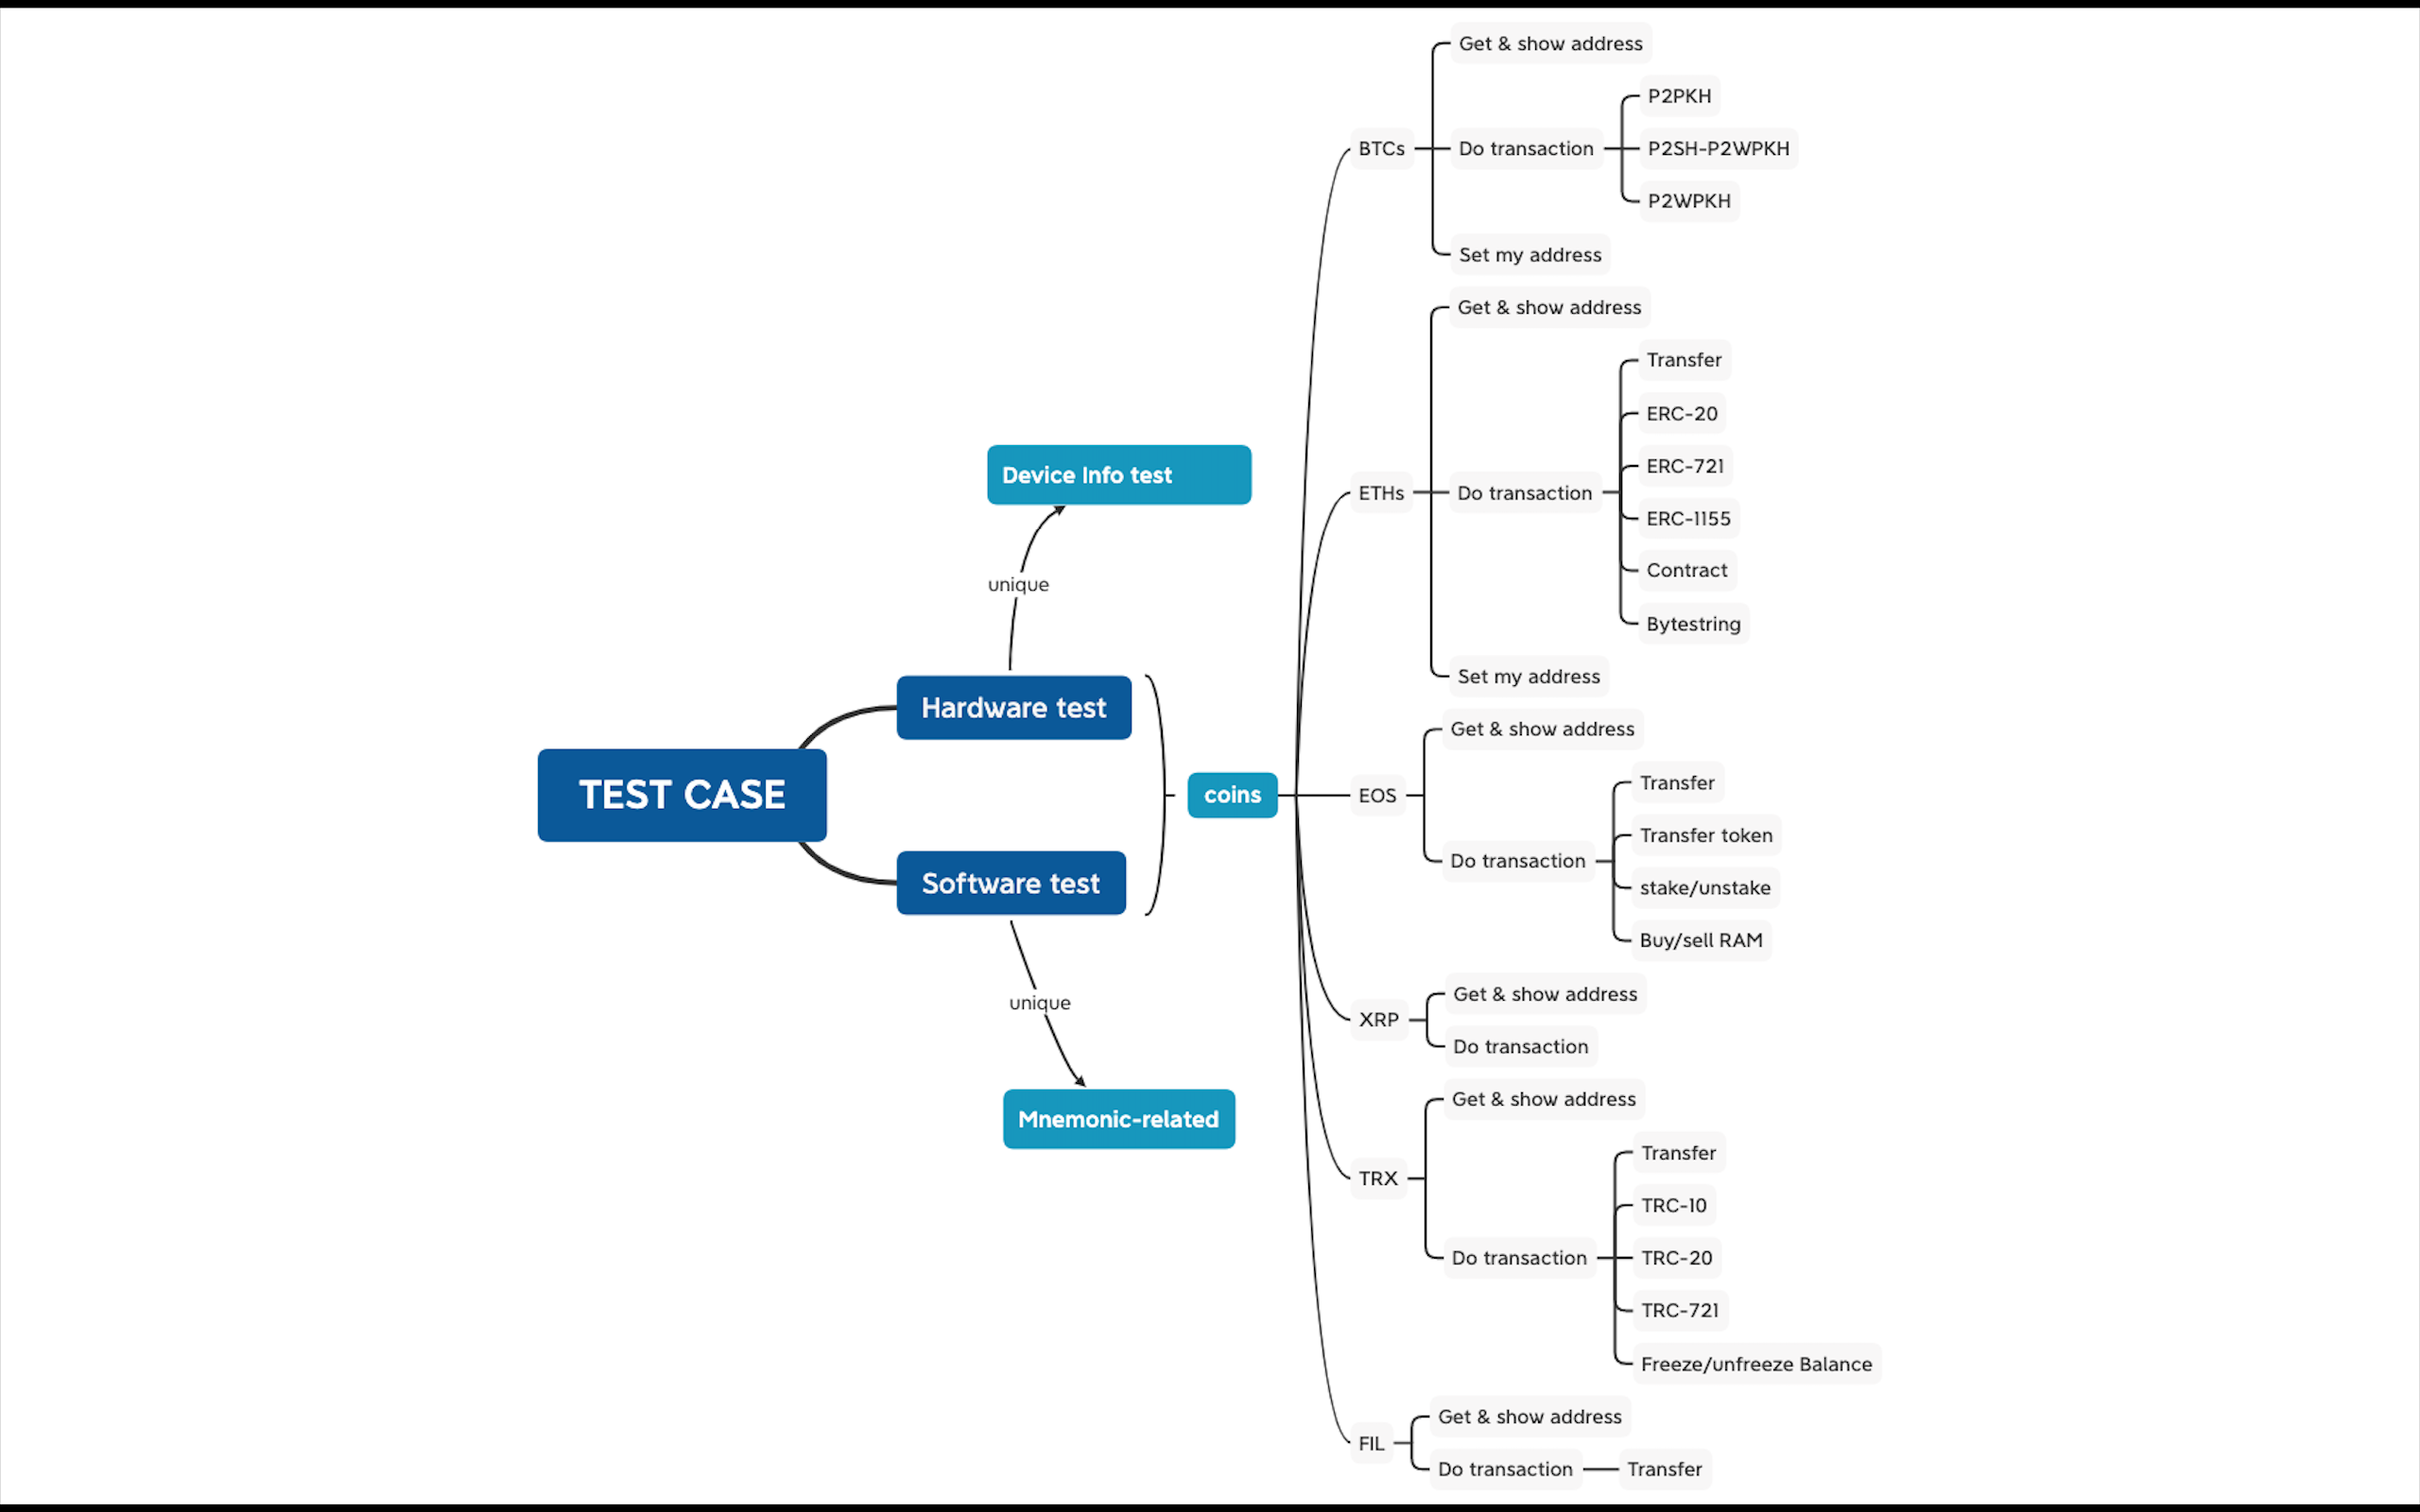 TEST CASE
Hardware test
unique
Device Info test
Software test
unique
Mnemonic-related
coins
BTCs
Get & show address
Do transaction
P2PKH
P2SH-P2WPKH
P2WPKH
Set my address
ETHs
Get & show address
Do transaction
Transfer
ERC-20
ERC-721
ERC-1155
Contract
Bytestring
Set my address
EOS
Get & show address
Do transaction
Transfer
Transfer token
stake/unstake
Buy/sell RAM
XRP
Get & show address
Do transaction
TRX
Get & show address
Do transaction
Transfer
TRC-10
TRC-20
TRC-721
Freeze/unfreeze Balance
FIL
Get & show address
Do transaction
Transfer